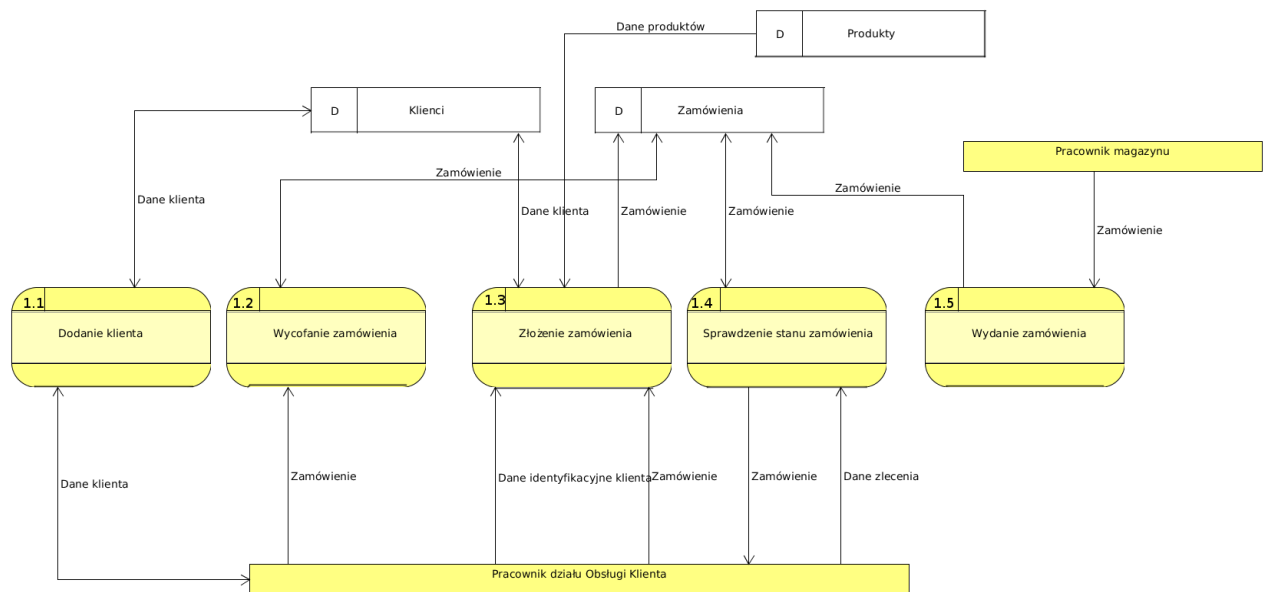 Dane produktów
D
Produkty
D
Klienci
D
Zamówienia
Pracownik magazynu
Zamówienie
Zamówienie
Dane klienta
Dane klienta
Zamówienie
Zamówienie
Zamówienie
1.1
1.2
1.3
1.4
1.5
Dodanie klienta
Wycofanie zamówienia
Złożenie zamówienia
Sprawdzenie stanu zamówienia
Wydanie zamówienia
Dane klienta
Zamówienie
Dane identyfikacyjne klienta
Zamówienie
Zamówienie
Dane zlecenia
Pracownik działu Obsługi Klienta